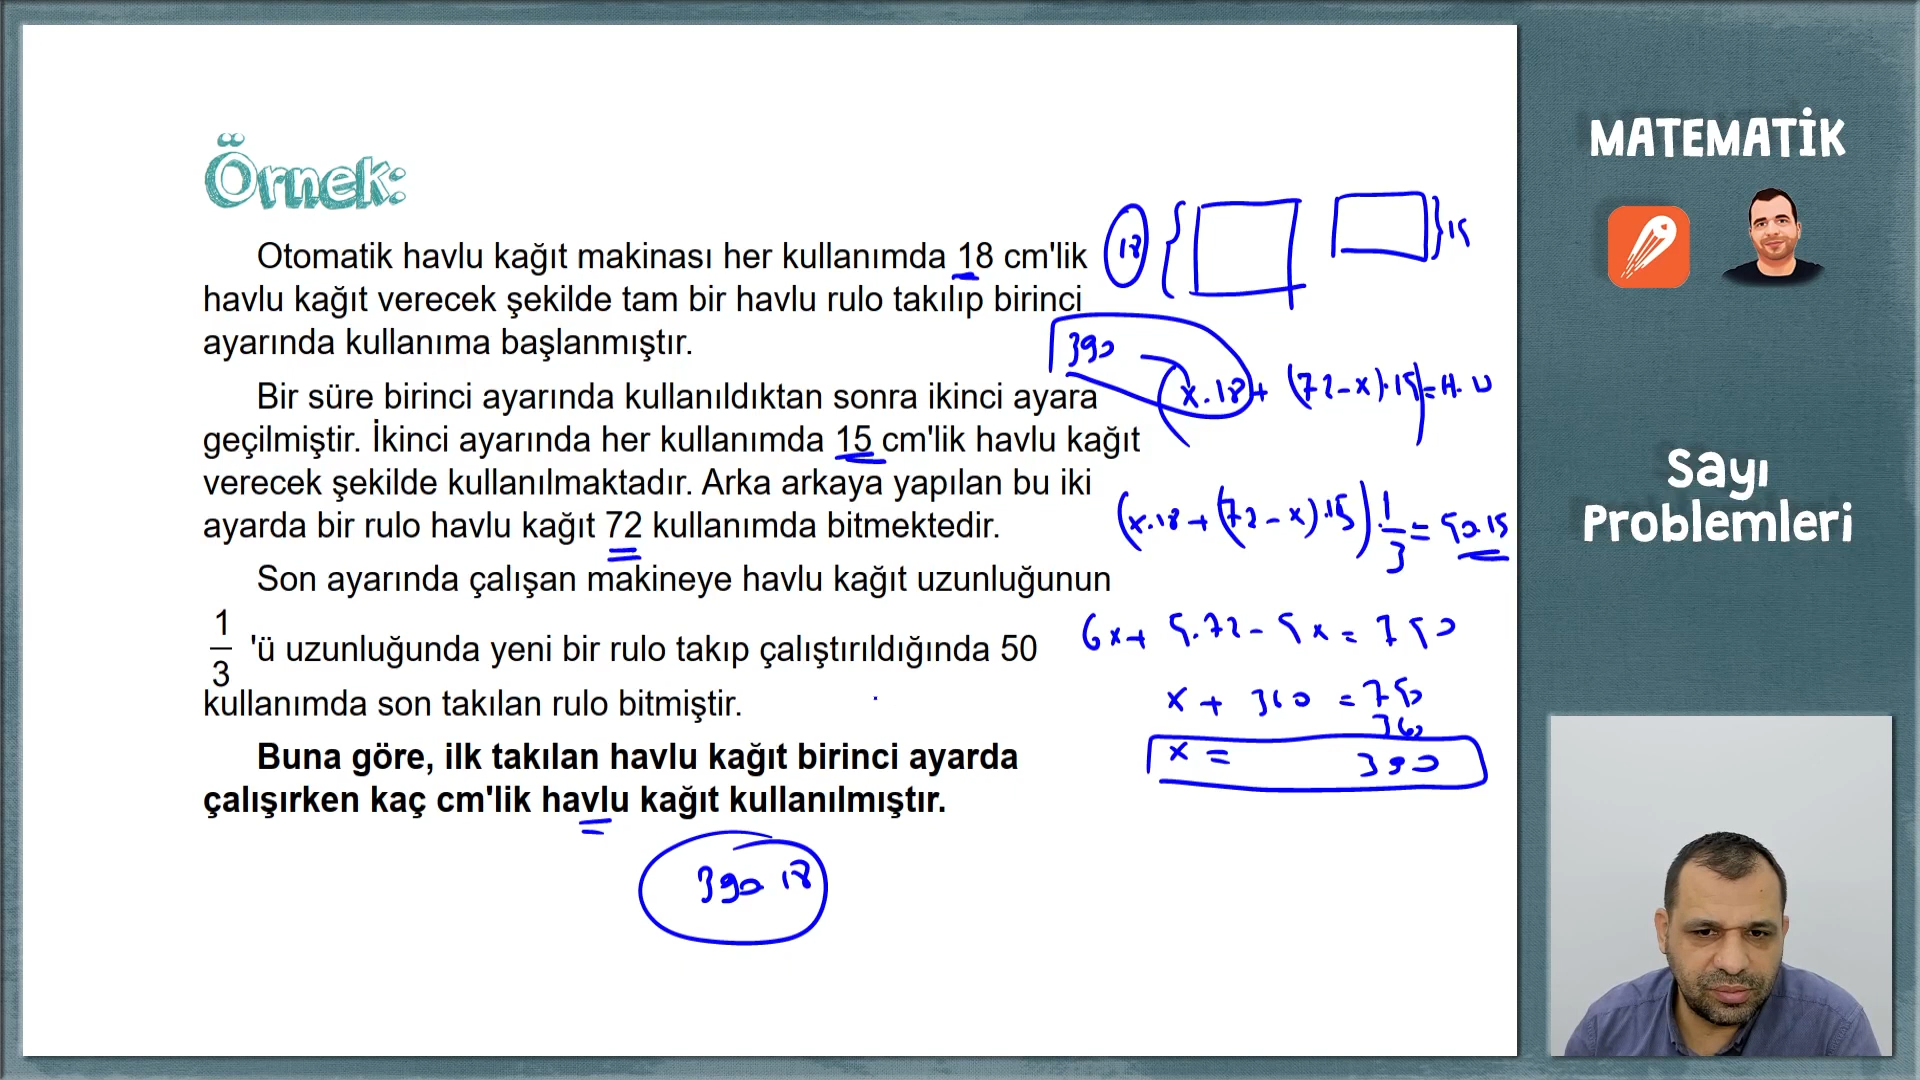 Örnek:
Otomatik havlu kağıt makinası her kullanımda 18 cm'lik
havlu kağıt verecek şekilde tam bir havlu rulo takılıp birinci
ayarında kullanıma başlanmıştır.
Bir süre birinci ayarında kullanıldıktan sonra ikinci ayara
geçilmiştir. İkinci ayarında her kullanımda 15 cm'lik havlu kağıt
verecek şekilde kullanılmaktadır. Arka arkaya yapılan bu iki
ayarda bir rulo havlu kağıt 72 kullanımda bitmektedir.
Son ayarında çalışan makineye havlu kağıt uzunluğunun
1/3 'ü uzunluğunda yeni bir rulo takıp çalıştırıldığında 50
kullanımda son takılan rulo bitmiştir.
Buna göre, ilk takılan havlu kağıt birinci ayarda
çalışırken kaç cm'lik havlu kağıt kullanılmıştır.
390 18
18 15
390
x.18 + (72-x).15 = H.U
(x.18 + (72-x).15).1/3 = 50.15
6x + 5.72 - 5x = 750
x + 360 = 750
360
x = 390
MATEMATİK
Sayı
Problemleri